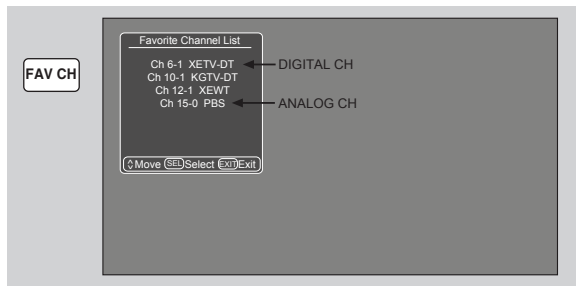 FAV CH
Favorite Channel List
Ch 6-1 XETV-DT
DIGITAL CH
Ch 10-1 KGTV-DT
Ch 12-1 XEWT
Ch 15-0 PBS
ANALOG CH
Move SEL Select EXIT Exit